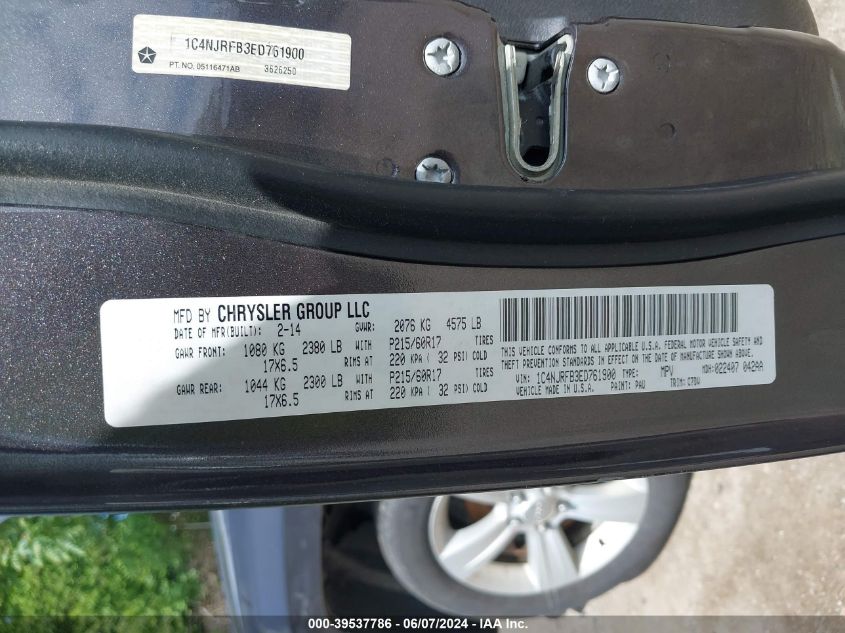 1C4NJRFB3ED761900
PT. NO. 05116471AB 3626250
MFD BY CHRYSLER GROUP LLC
DATE OF MFR(BUILT): 2-14 GVWR: 2076 KG 4575 LB
GAWR FRONT: 1080 KG 2380 LB WITH P215/60R17 TIRES
17X6.5 RIMS AT 220 KPA ( 32 PSI) COLD
GAWR REAR: 1044 KG 2300 LB WITH P215/60R17 TIRES
17X6.5 RIMS AT 220 KPA ( 32 PSI) COLD
THIS VEHICLE CONFORMS TO ALL APPLICABLE U.S.A. FEDERAL MOTOR VEHICLE SAFETY AND
THEFT PREVENTION STANDARDS IN EFFECT ON THE DATE OF MANUFACTURE SHOWN ABOVE.
VIN: 1C4NJRFB3ED761900 TYPE: MPV MDH:022407 042AA
VEHICLE MADE IN U.S.A. PAINT: PAU TRIM: C7DW
000-39537786 - 06/07/2024 - IAA